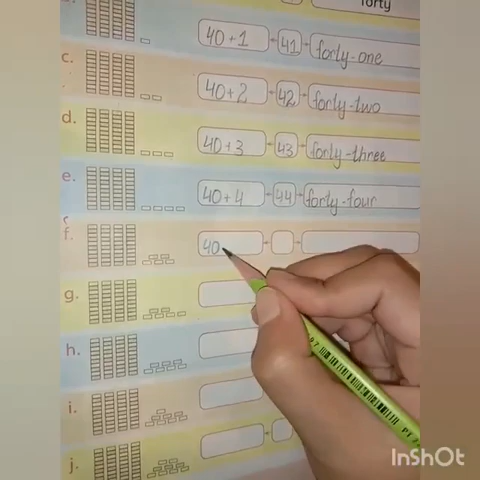 forty
40+1 = 41 = forty-one
c. 40+2 = 42 = forty-two
d. 40+3 = 43 = forty-three
e. 40+4 = 44 = forty-four
f. 40
g.
h.
i.
j.
InShOt